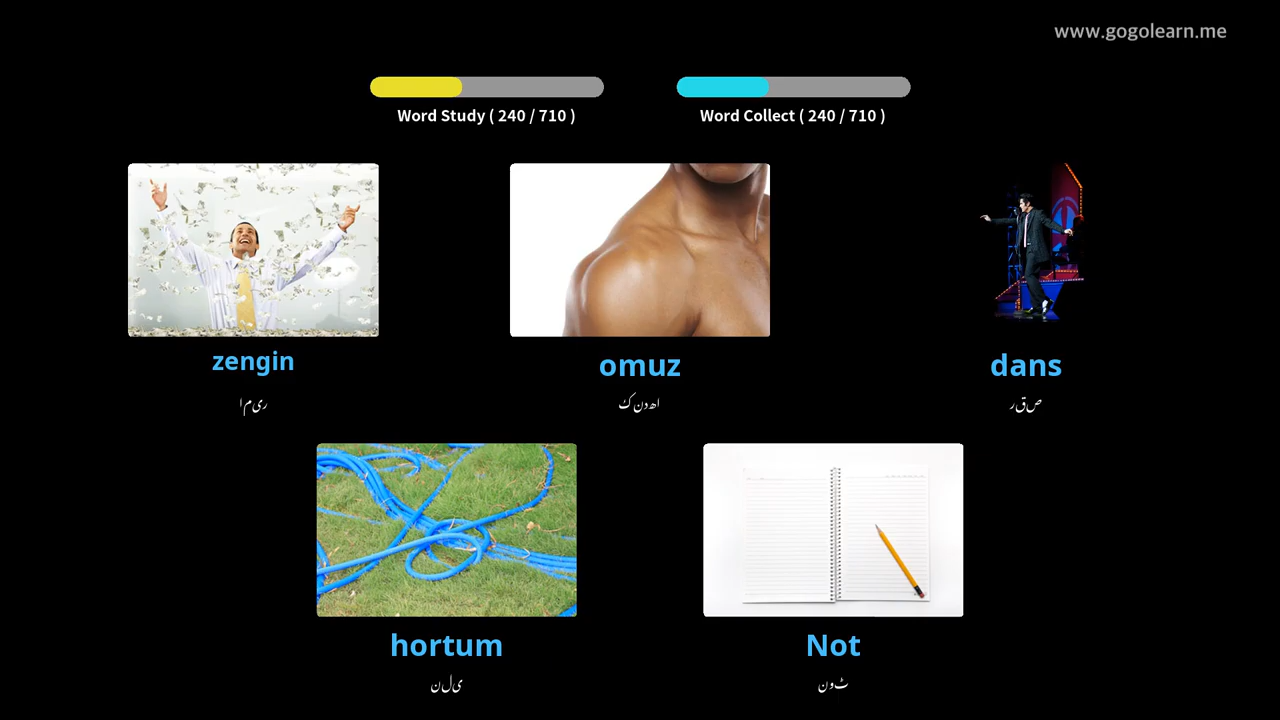 www.gogolearn.me
Word Study ( 240 / 710 )
Word Collect ( 240 / 710 )
zengin
امیر
omuz
کندھا
dans
رقص
hortum
نلی
Not
نوٹ